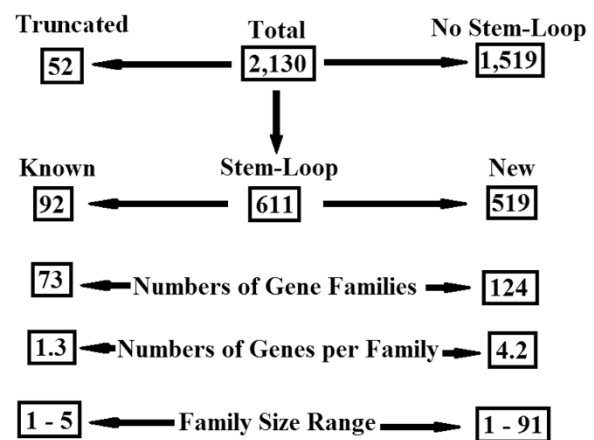 Truncated Total No Stem-Loop
52 2,130 1,519
Known Stem-Loop New
92 611 519
73 Numbers of Gene Families 124
1.3 Numbers of Genes per Family 4.2
1 - 5 Family Size Range 1 - 91